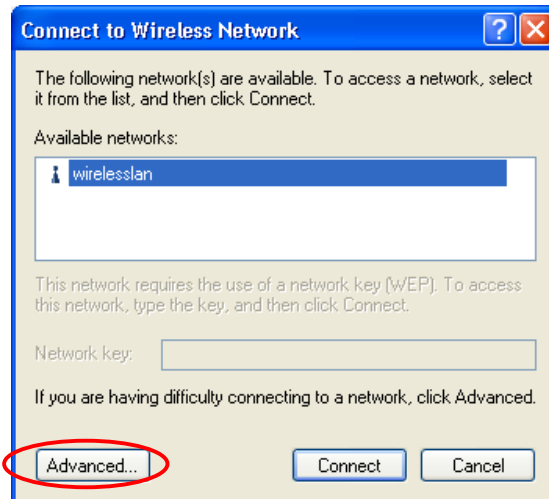 Connect to Wireless Network
The following network(s) are available. To access a network, select
it from the list, and then click Connect.
Available networks:
wirelesslan
This network requires the use of a network key (WEP). To access
this network, type the key, and then click Connect.
Network key:
If you are having difficulty connecting to a network, click Advanced.
Advanced... Connect Cancel